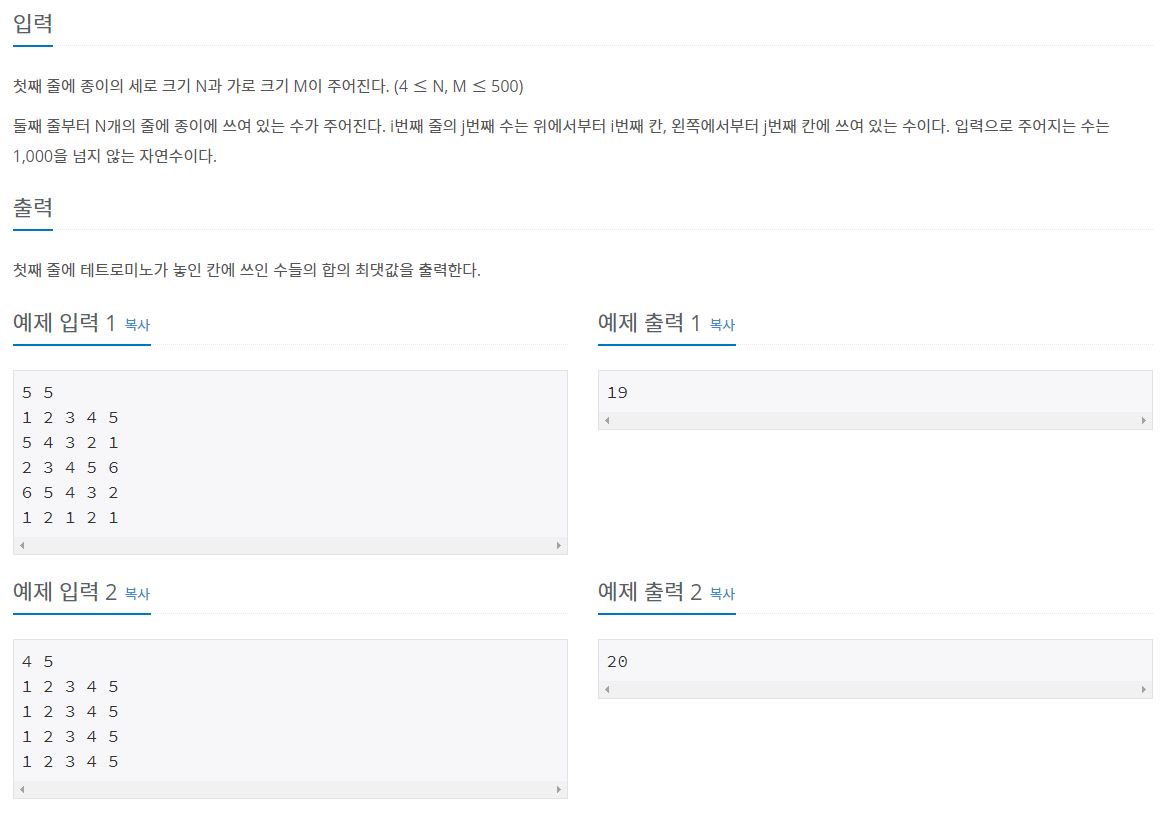 입력
첫째 줄에 종이의 세로 크기 N과 가로 크기 M이 주어진다. (4 ≤ N, M ≤ 500)
둘째 줄부터 N개의 줄에 종이에 쓰여 있는 수가 주어진다. i번째 줄의 j번째 수는 위에서부터 i번째 칸, 왼쪽에서부터 j번째 칸에 쓰여 있는 수이다. 입력으로 주어지는 수는
1,000을 넘지 않는 자연수이다.
출력
첫째 줄에 테트로미노가 놓인 칸에 쓰인 수들의 합의 최댓값을 출력한다.
예제 입력 1 복사
5 5
1 2 3 4 5
5 4 3 2 1
2 3 4 5 6
6 5 4 3 2
1 2 1 2 1
예제 출력 1 복사
19
예제 입력 2 복사
4 5
1 2 3 4 5
1 2 3 4 5
1 2 3 4 5
1 2 3 4 5
예제 출력 2 복사
20